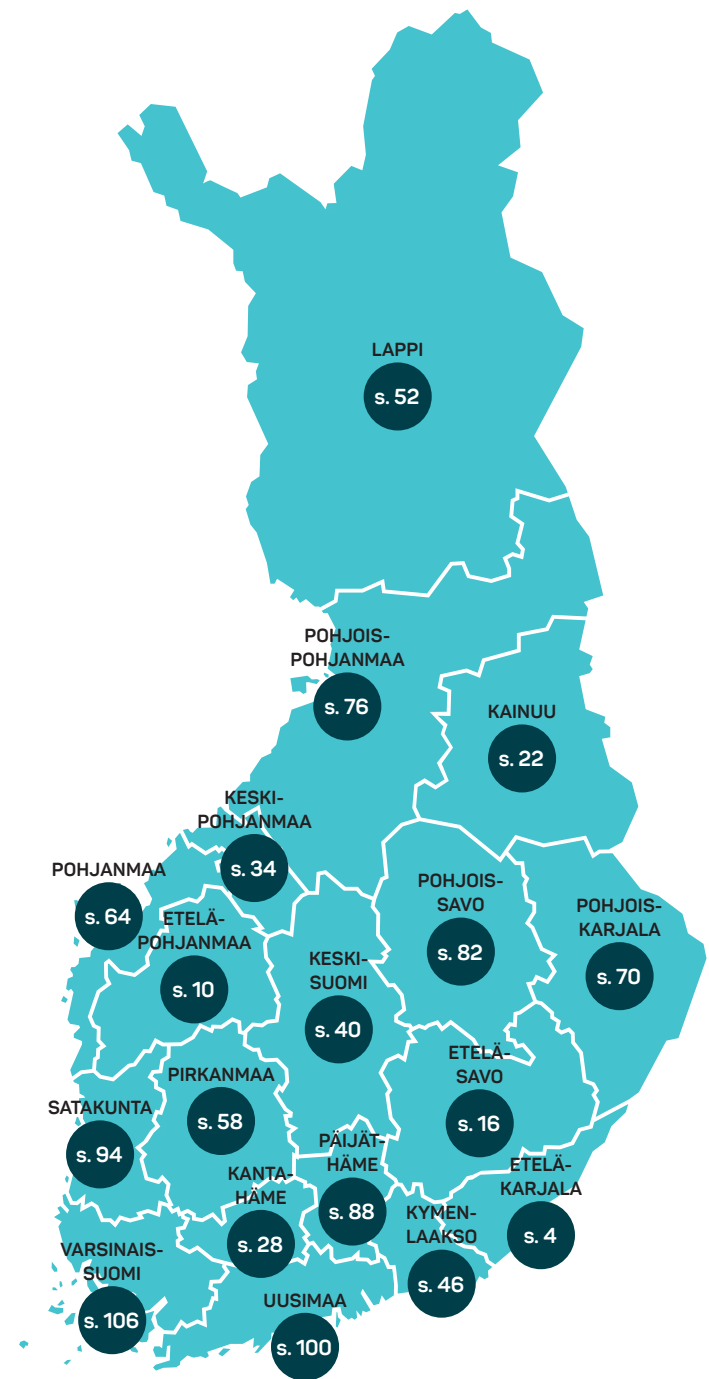 LAPPI
s. 52
POHJOIS-
POHJANMAA
s. 76
KAINUU
s. 22
KESKI-
POHJANMAA
s. 34
POHJANMAA
s. 64
ETELÄ-
POHJANMAA
s. 10
POHJOIS-
SAVO
s. 82
POHJOIS-
KARJALA
s. 70
KESKI-
SUOMI
s. 40
ETELÄ-
SAVO
s. 16
PIRKANMAA
s. 58
SATAKUNTA
s. 94
PÄIJÄT-
HÄME
s. 88
KANTA-
HÄME
s. 28
ETELÄ-
KARJALA
s. 4
KYMEN-
LAAKSO
s. 46
VARSINAIS-
SUOMI
s. 106
UUSIMAA
s. 100